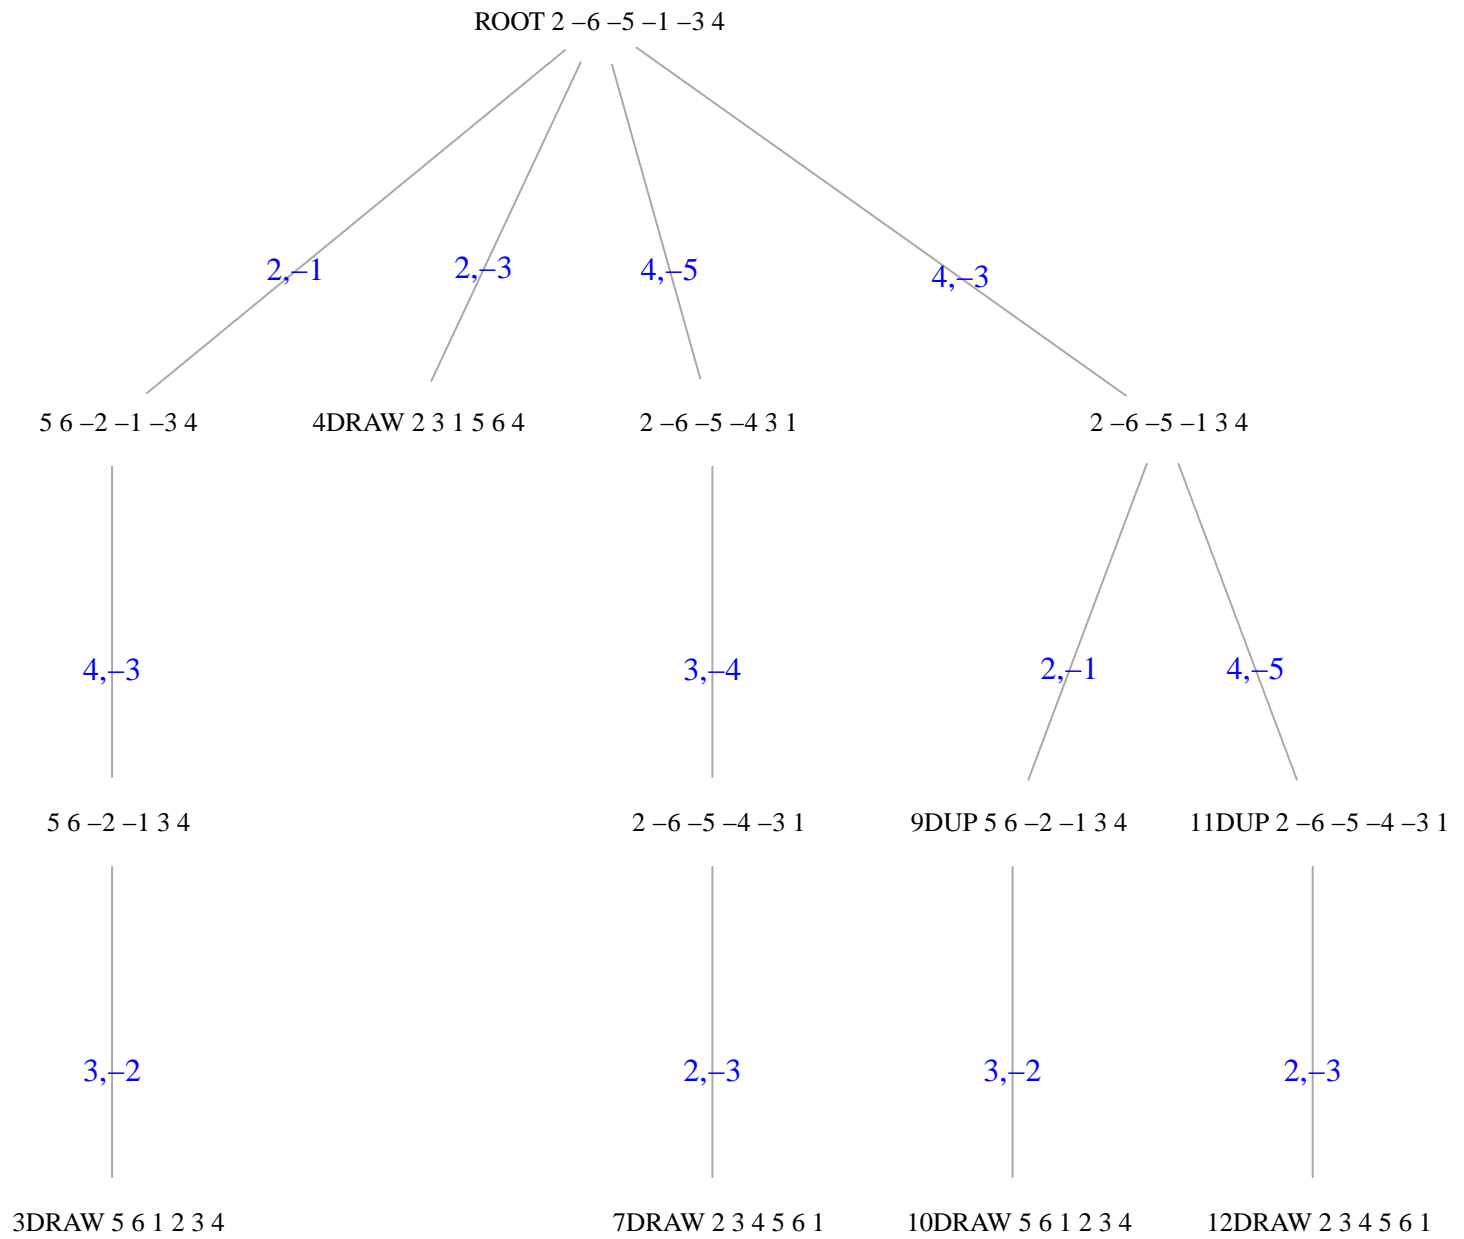 ROOT 2 –6 –5 –1 –3 4
2,–1
2,–3
4,–5
4,–3
5 6 –2 –1 –3 4
4DRAW 2 3 1 5 6 4
2 –6 –5 –4 3 1
2 –6 –5 –1 3 4
4,–3
3,–4
2,–1
4,–5
5 6 –2 –1 3 4
2 –6 –5 –4 –3 1
9DUP 5 6 –2 –1 3 4
11DUP 2 –6 –5 –4 –3 1
3,–2
2,–3
3,–2
2,–3
3DRAW 5 6 1 2 3 4
7DRAW 2 3 4 5 6 1
10DRAW 5 6 1 2 3 4
12DRAW 2 3 4 5 6 1